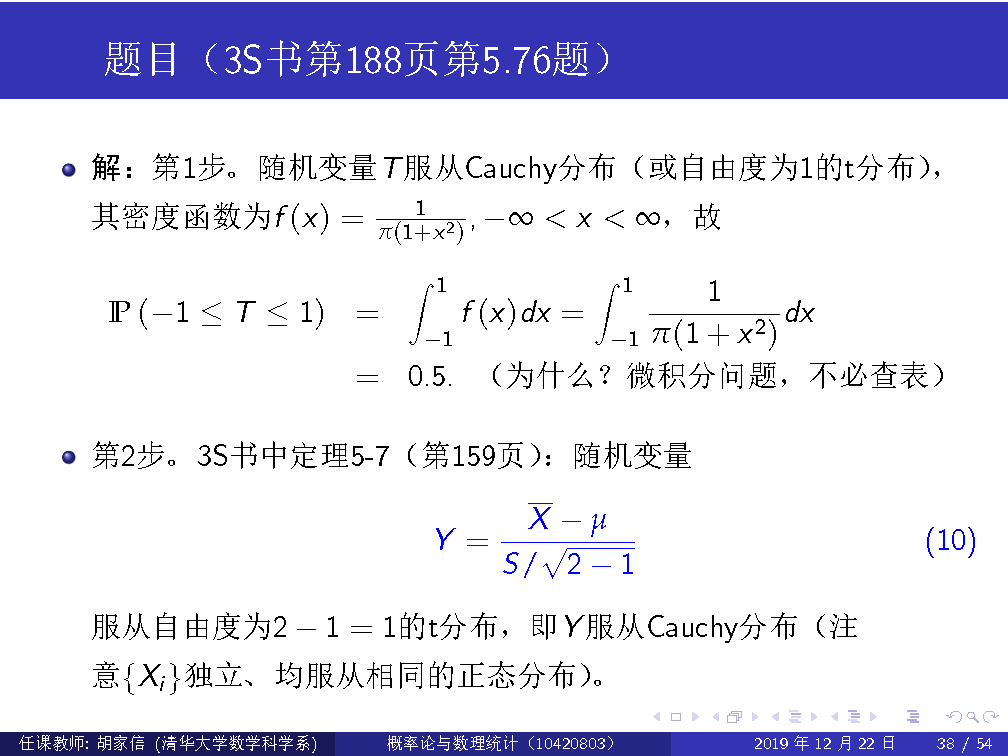 题目（3S书第188页第5.76题）
解：第1步。随机变量T服从Cauchy分布（或自由度为1的t分布），
其密度函数为f(x) = \frac{1}{π(1+x²)}, −∞ < x < ∞，故
ℙ(−1 ≤ T ≤ 1) = ∫_{−1}^{1} f(x)dx = ∫_{−1}^{1} \frac{1}{π(1 + x²)} dx
= 0.5. （为什么？微积分问题，不必查表）
第2步。3S书中定理5-7（第159页）：随机变量
Y = \frac{\overline{X} − μ}{S/\sqrt{2 − 1}} (10)
服从自由度为2 − 1 = 1的t分布，即Y服从Cauchy分布（注
意{X_i}独立、均服从相同的正态分布）。
任课教师: 胡家信 (清华大学数学科学系) 概率论与数理统计（10420803） 2019 年 12 月 22 日 38 / 54